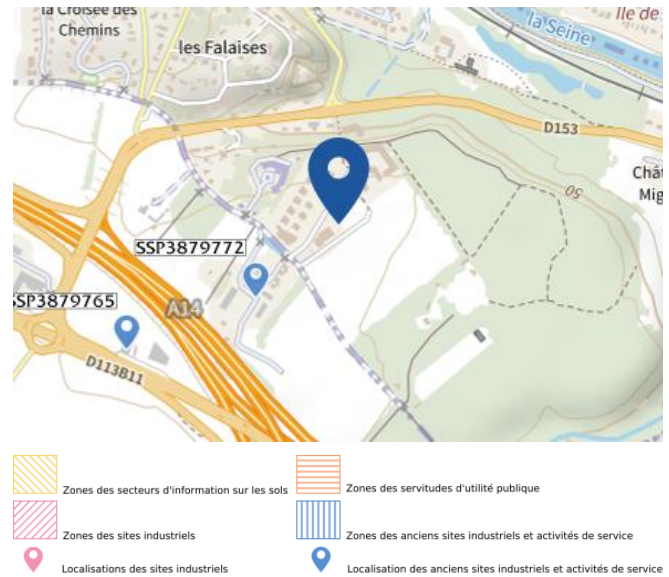 la Croisée des
Chemins
les Falaises
la Seine
Ile de
D153
Chât
Mig
50
SSP3879772
SSP3879765
A14
D113B11
Zones des secteurs d'information sur les sols
Zones des servitudes d'utilité publique
Zones des sites industriels
Zones des anciens sites industriels et activités de service
Localisations des sites industriels
Localisation des anciens sites industriels et activités de service